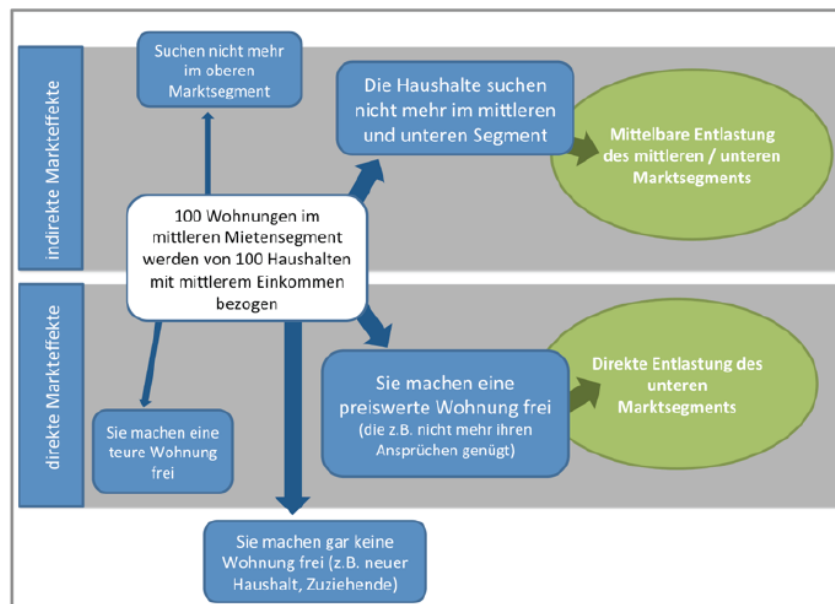 indirekte Markteffekte
Suchen nicht mehr
im oberen
Marktsegment
Die Haushalte suchen
nicht mehr im mittleren
und unteren Segment
Mittelbare Entlastung
des mittleren / unteren
Marktsegments
100 Wohnungen im
mittleren Mietensegment
werden von 100 Haushalten
mit mittlerem Einkommen
bezogen
direkte Markteffekte
Sie machen eine
teure Wohnung
frei
Sie machen eine
preiswerte Wohnung frei
(die z.B. nicht mehr ihren
Ansprüchen genügt)
Direkte Entlastung des
unteren
Marktsegments
Sie machen gar keine
Wohnung frei (z.B. neuer
Haushalt, Zuziehende)